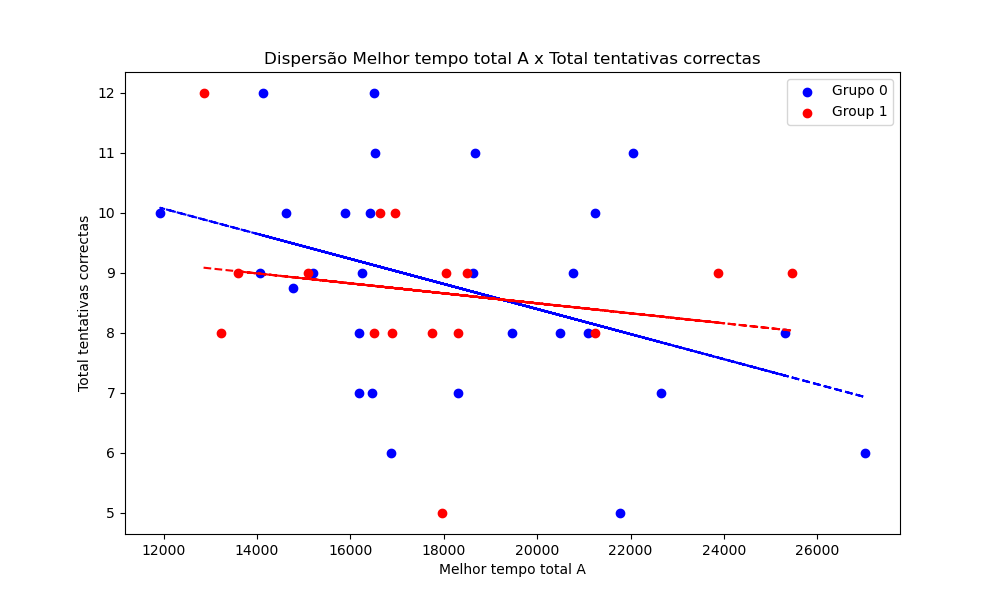 Dispersão Melhor tempo total A x Total tentativas correctas
Grupo 0
Group 1
Total tentativas correctas
12
11
10
9
8
7
6
5
12000 14000 16000 18000 20000 22000 24000 26000
Melhor tempo total A